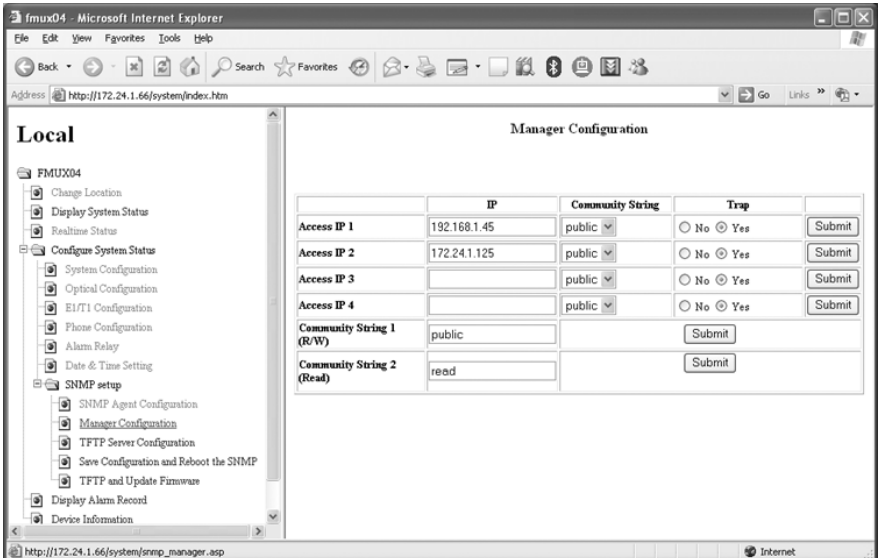 fmux04 - Microsoft Internet Explorer
File Edit View Favorites Tools Help
Back Search Favorites
Address http://172.24.1.66/system/index.htm Go Links »
Local
FMUX04
Change Location
Display System Status
Realtime Status
Configure System Status
System Configuration
Optical Configuration
E1/T1 Configuration
Phone Configuration
Alarm Relay
Date & Time Setting
SNMP setup
SNMP Agent Configuration
Manager Configuration
TFTP Server Configuration
Save Configuration and Reboot the SNMP
TFTP and Update Firmware
Display Alarm Record
Device Information
Manager Configuration
IP Community String Trap
Access IP 1 192.168.1.45 public No Yes Submit
Access IP 2 172.24.1.125 public No Yes Submit
Access IP 3 public No Yes Submit
Access IP 4 public No Yes Submit
Community String 1
(R/W) public Submit
Community String 2
(Read) read Submit
http://172.24.1.66/system/snmp_manager.asp Internet